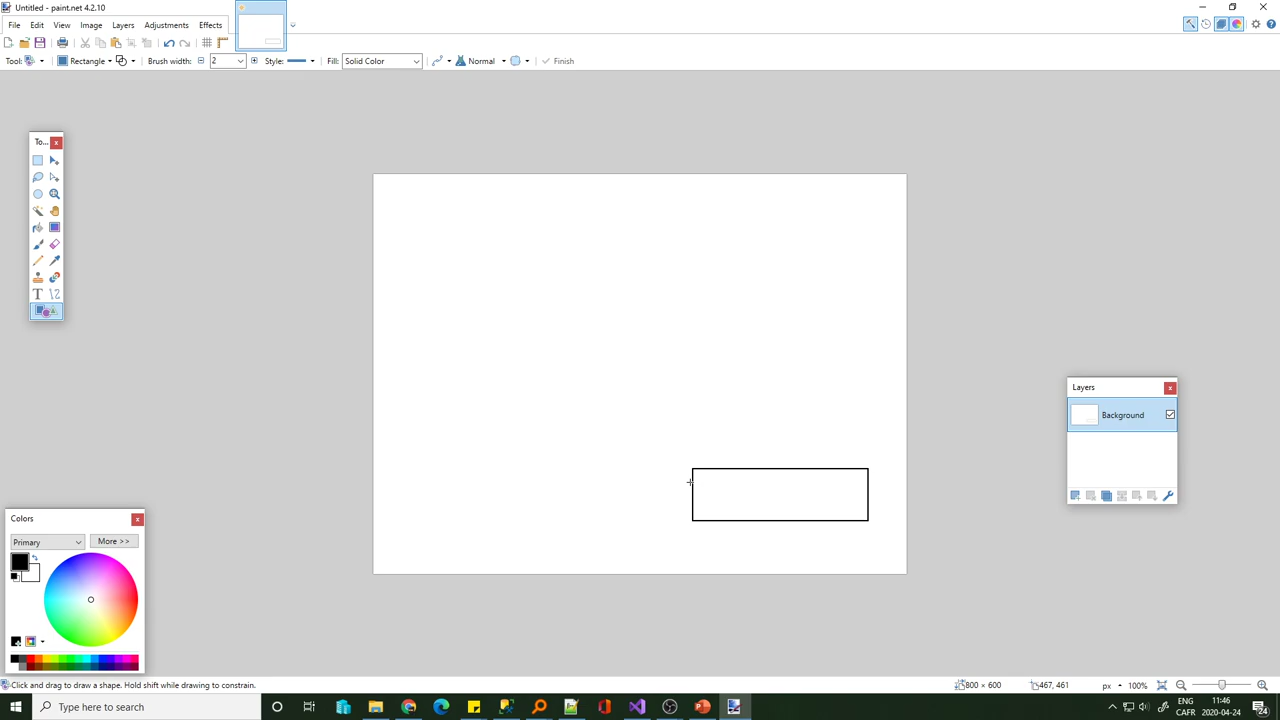 Untitled - paint.net 4.2.10
File Edit View Image Layers Adjustments Effects
Tool: Rectangle Brush width: 2 Style: Fill: Solid Color Normal Finish
To...
T
Layers
Background
Colors
Primary More >>
Click and drag to draw a shape. Hold shift while drawing to constrain. 800 × 600 467, 461 px 100%
Type here to search
ENG
CAFR
11:46
2020-04-24
24